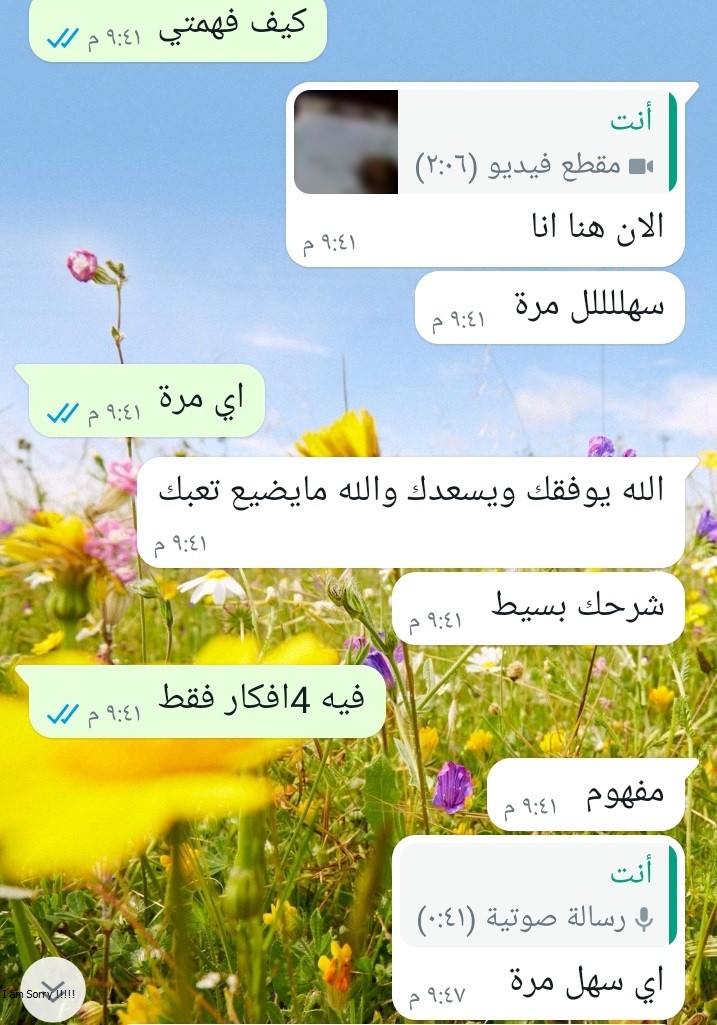 كيف فهمتي
٩:٤١ م
أنت
مقطع فيديو (٢:٠٦)
الان هنا انا
٩:٤١ م
سهلللل مرة
٩:٤١ م
اي مرة
٩:٤١ م
الله يوفقك ويسعدك والله مايضيع تعبك
٩:٤١ م
شرحك بسيط
٩:٤١ م
فيه 4افكار فقط
٩:٤١ م
مفهوم
٩:٤١ م
أنت
رسالة صوتية (٠:٤١)
اي سهل مرة
٩:٤٧ م
I am Sorry !!!!!